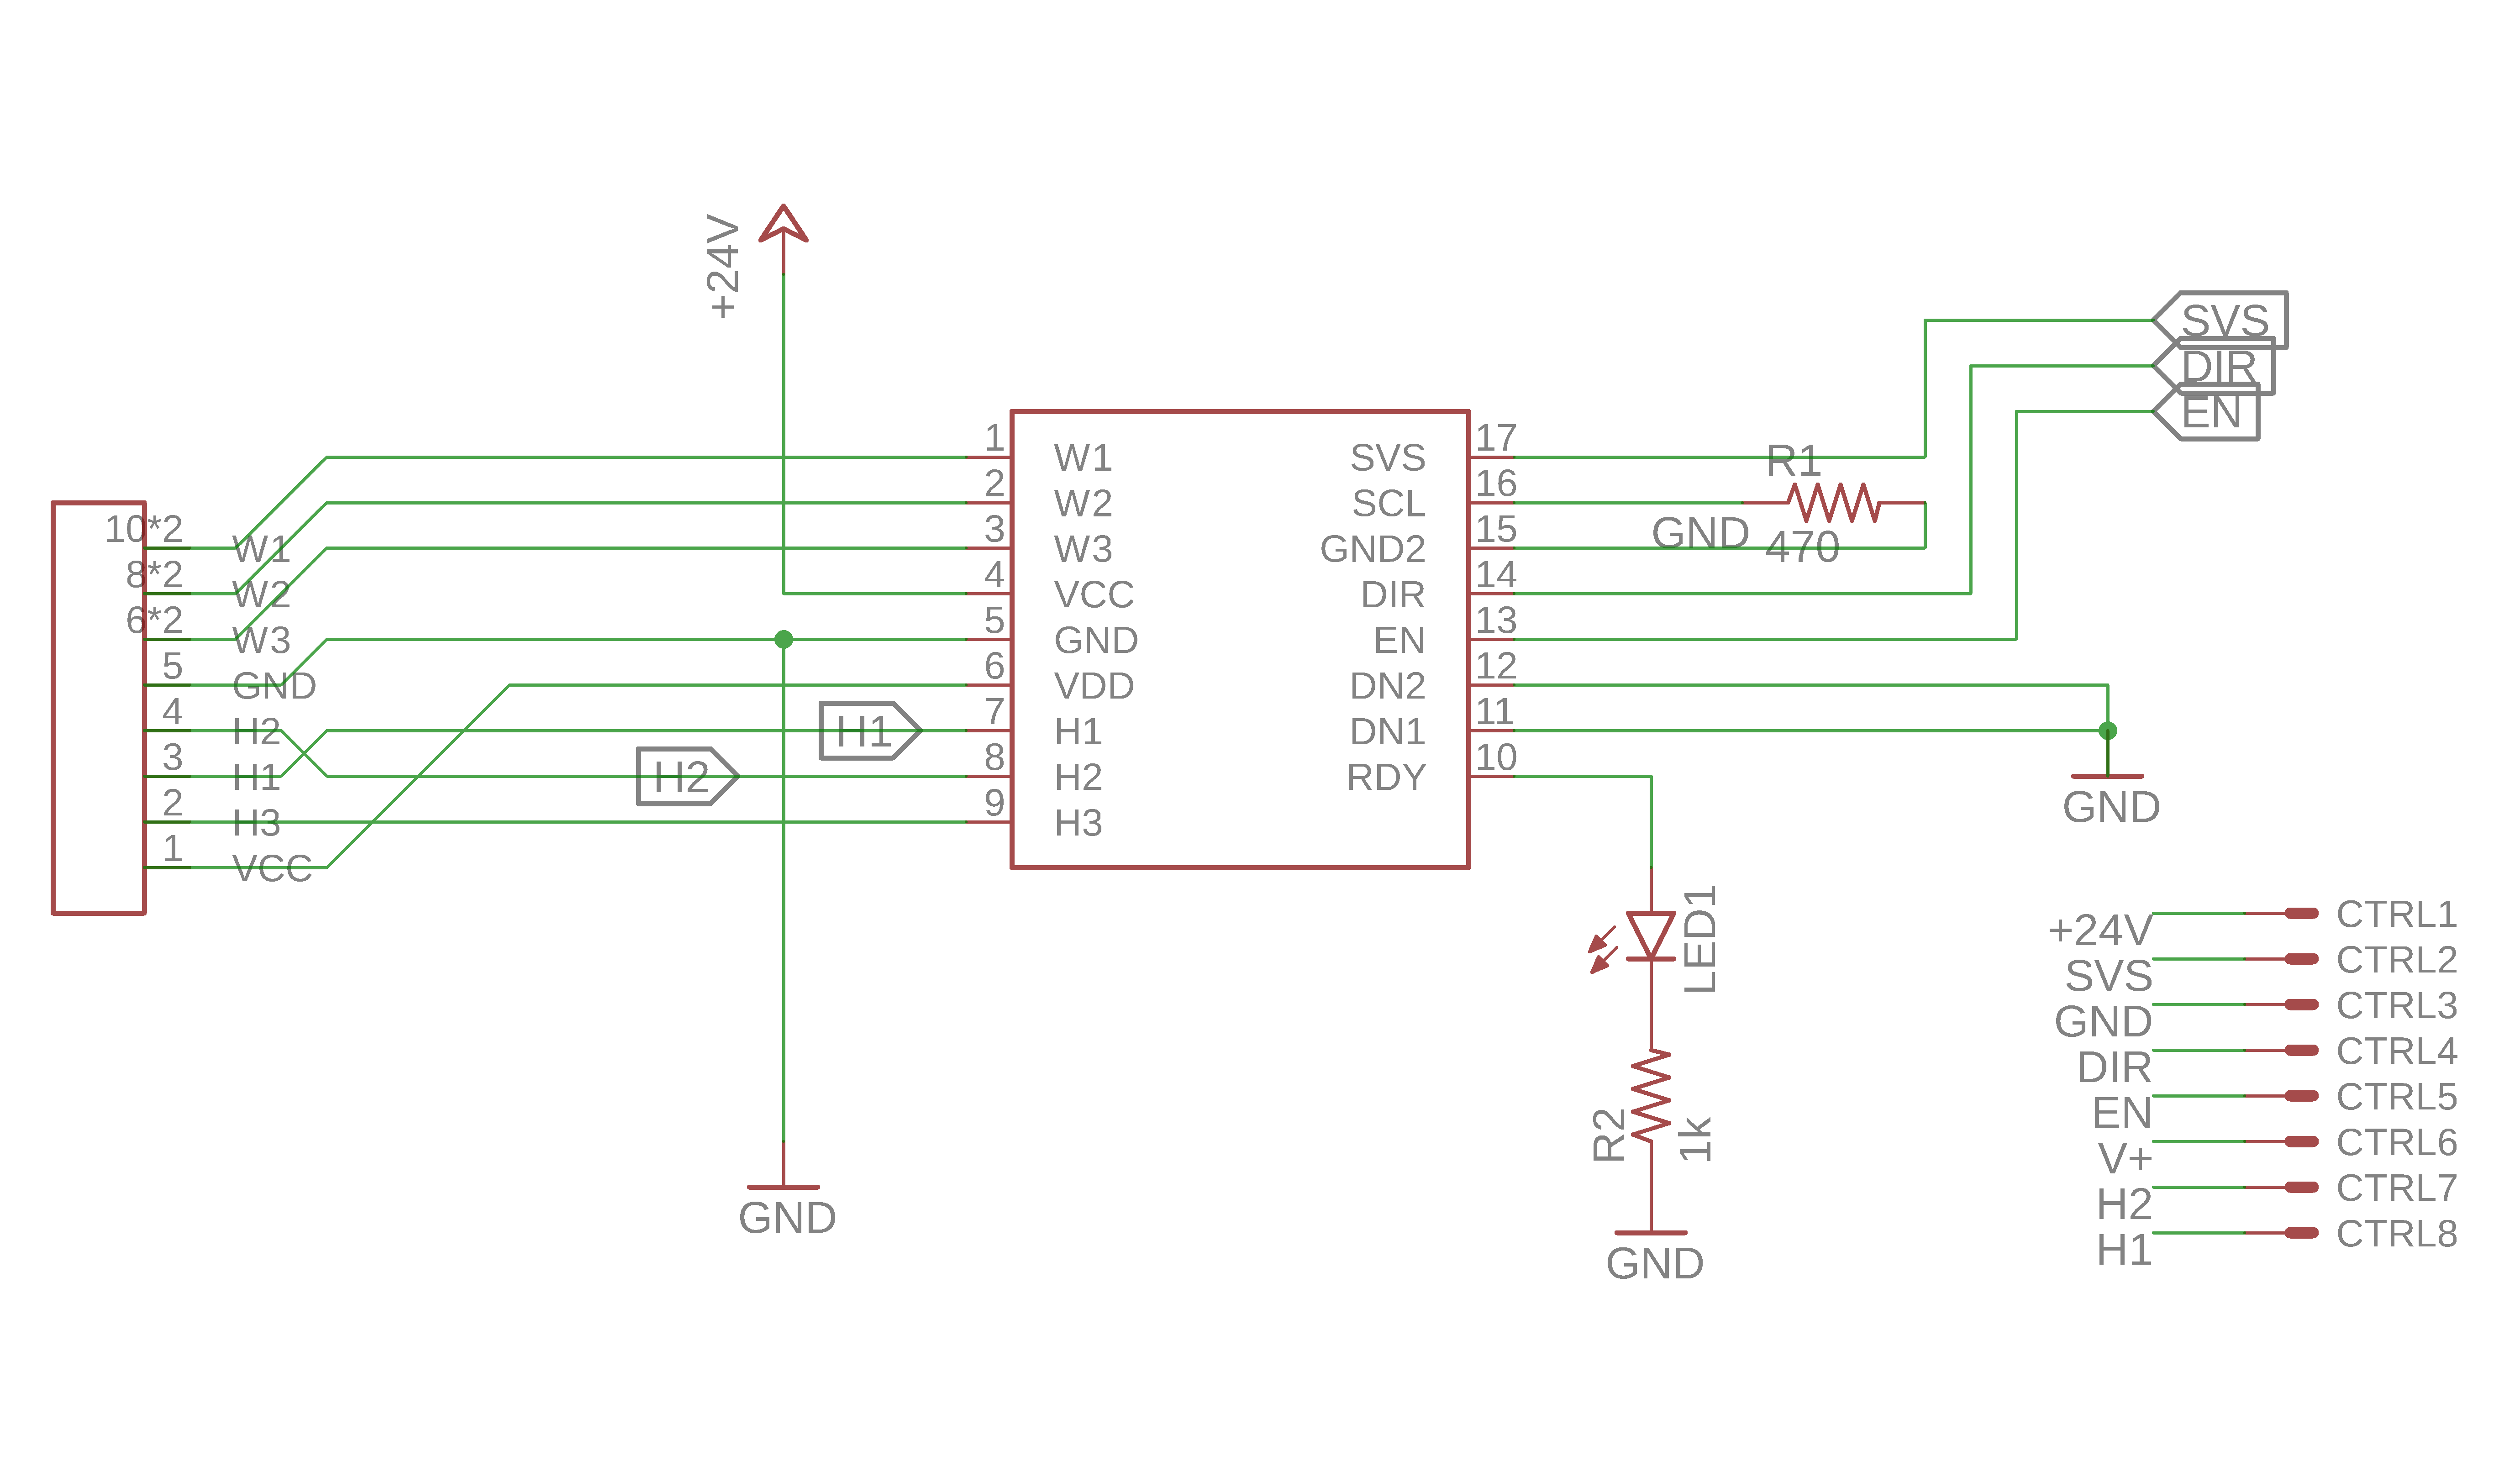 +24V
SVS
DIR
EN
1 W1 SVS 17
2 W2 SCL 16
R1
3 W3 GND2 15
GND 470
4 VCC DIR 14
5 GND EN 13
6 VDD DN2 12
7 H1 DN1 11
8 H2 RDY 10
9 H3
10*2 W1
8*2 W2
6*2 W3
5 GND
4 H2
3 H1
2 H3
1 VCC
H1
H2
GND
GND
LED1
R2 1k
GND
+24V CTRL1
SVS CTRL2
GND CTRL3
DIR CTRL4
EN CTRL5
V+ CTRL6
H2 CTRL7
H1 CTRL8